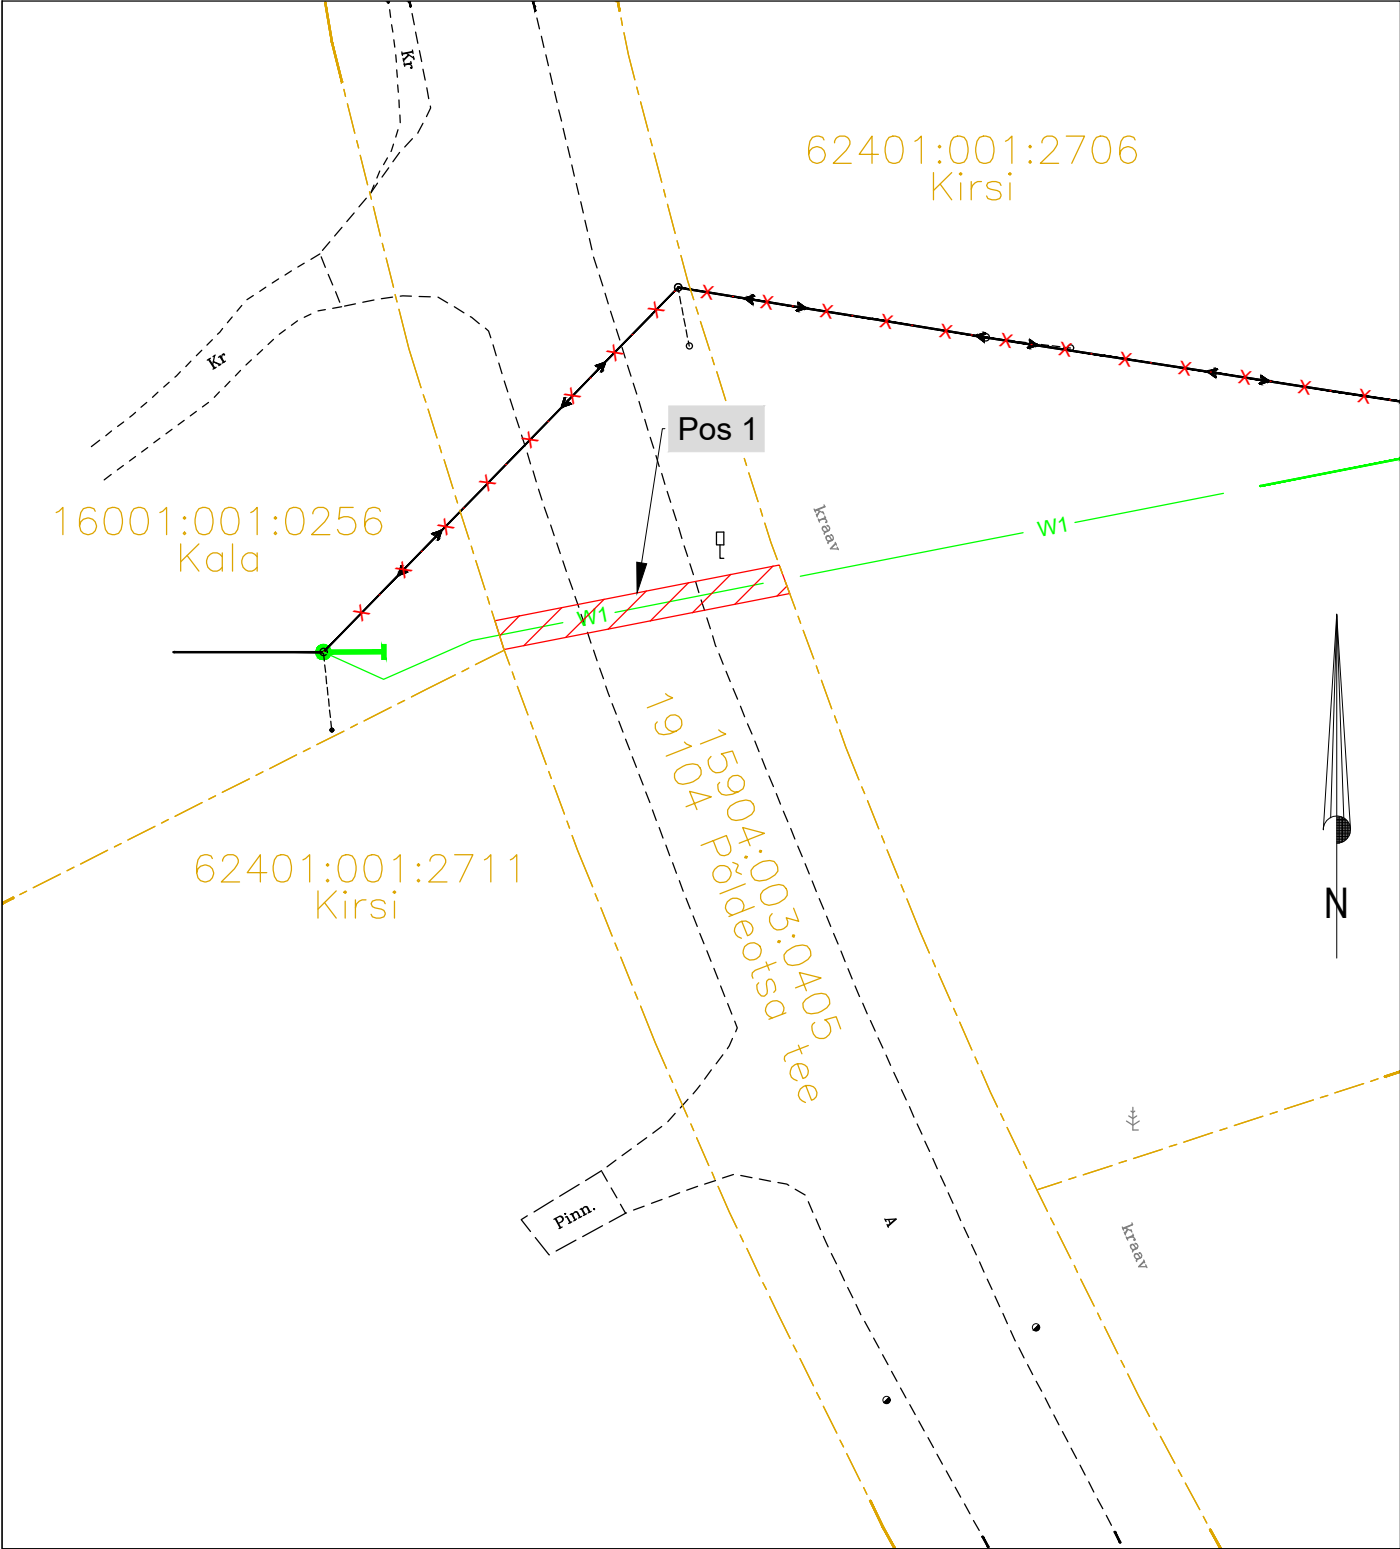 Kr
62401:001:2706
Kirsi
Kr
Pos 1
16001:001:0256
Kala
kraav
W1
W1
15904:003:0405
19104 Põldeotsa tee
62401:001:2711
Kirsi
N
Pinn.
A
kraav